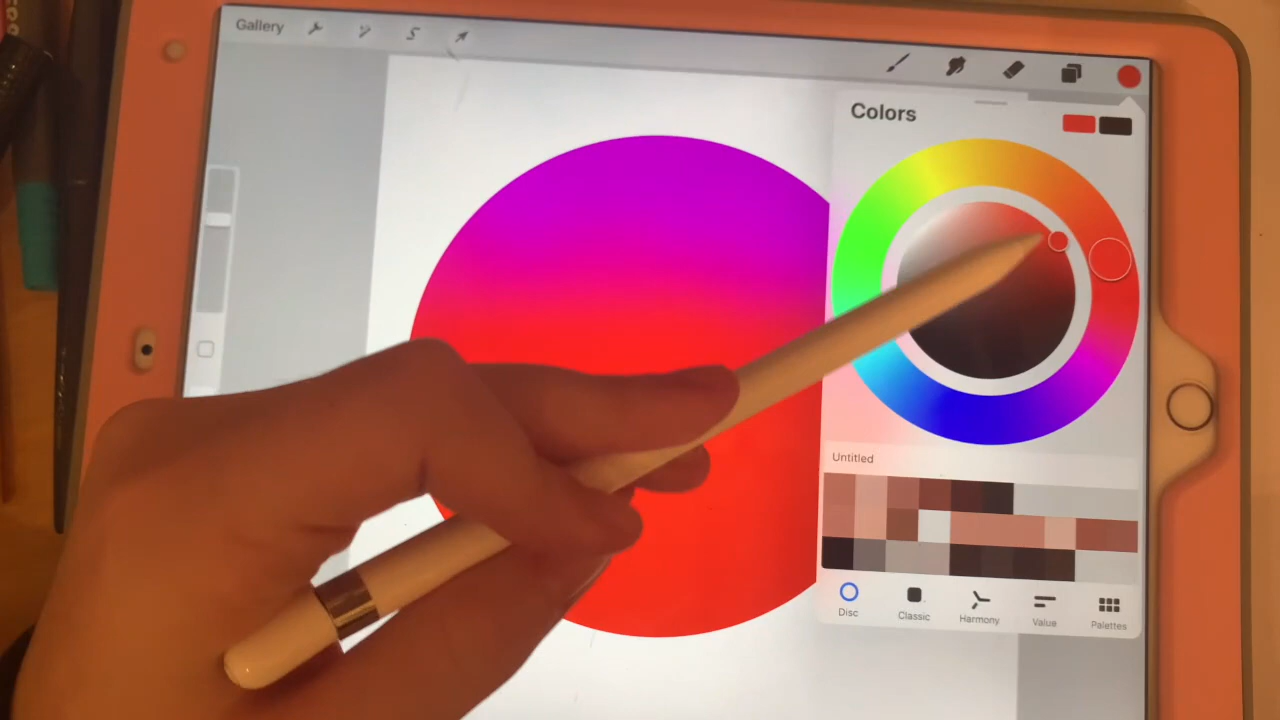 Gallery
Colors
Untitled
Disc
Classic
Harmony
Value
Palettes